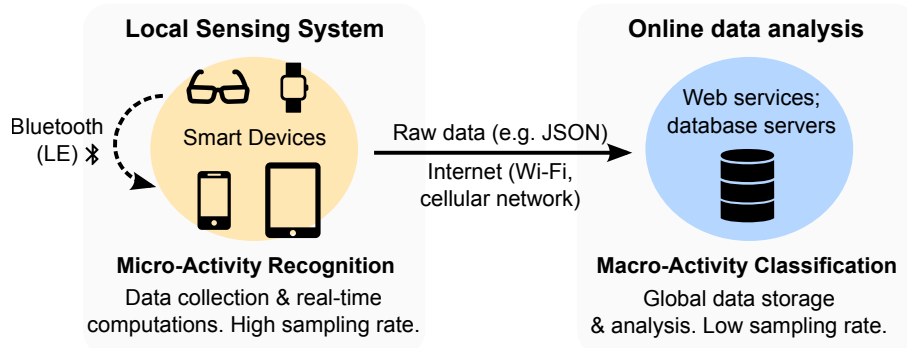 Local Sensing System
Smart Devices
Bluetooth
(LE)
Micro-Activity Recognition
Data collection & real-time
computations. High sampling rate.
Raw data (e.g. JSON)
Internet (Wi-Fi,
cellular network)
Online data analysis
Web services;
database servers
Macro-Activity Classification
Global data storage
& analysis. Low sampling rate.